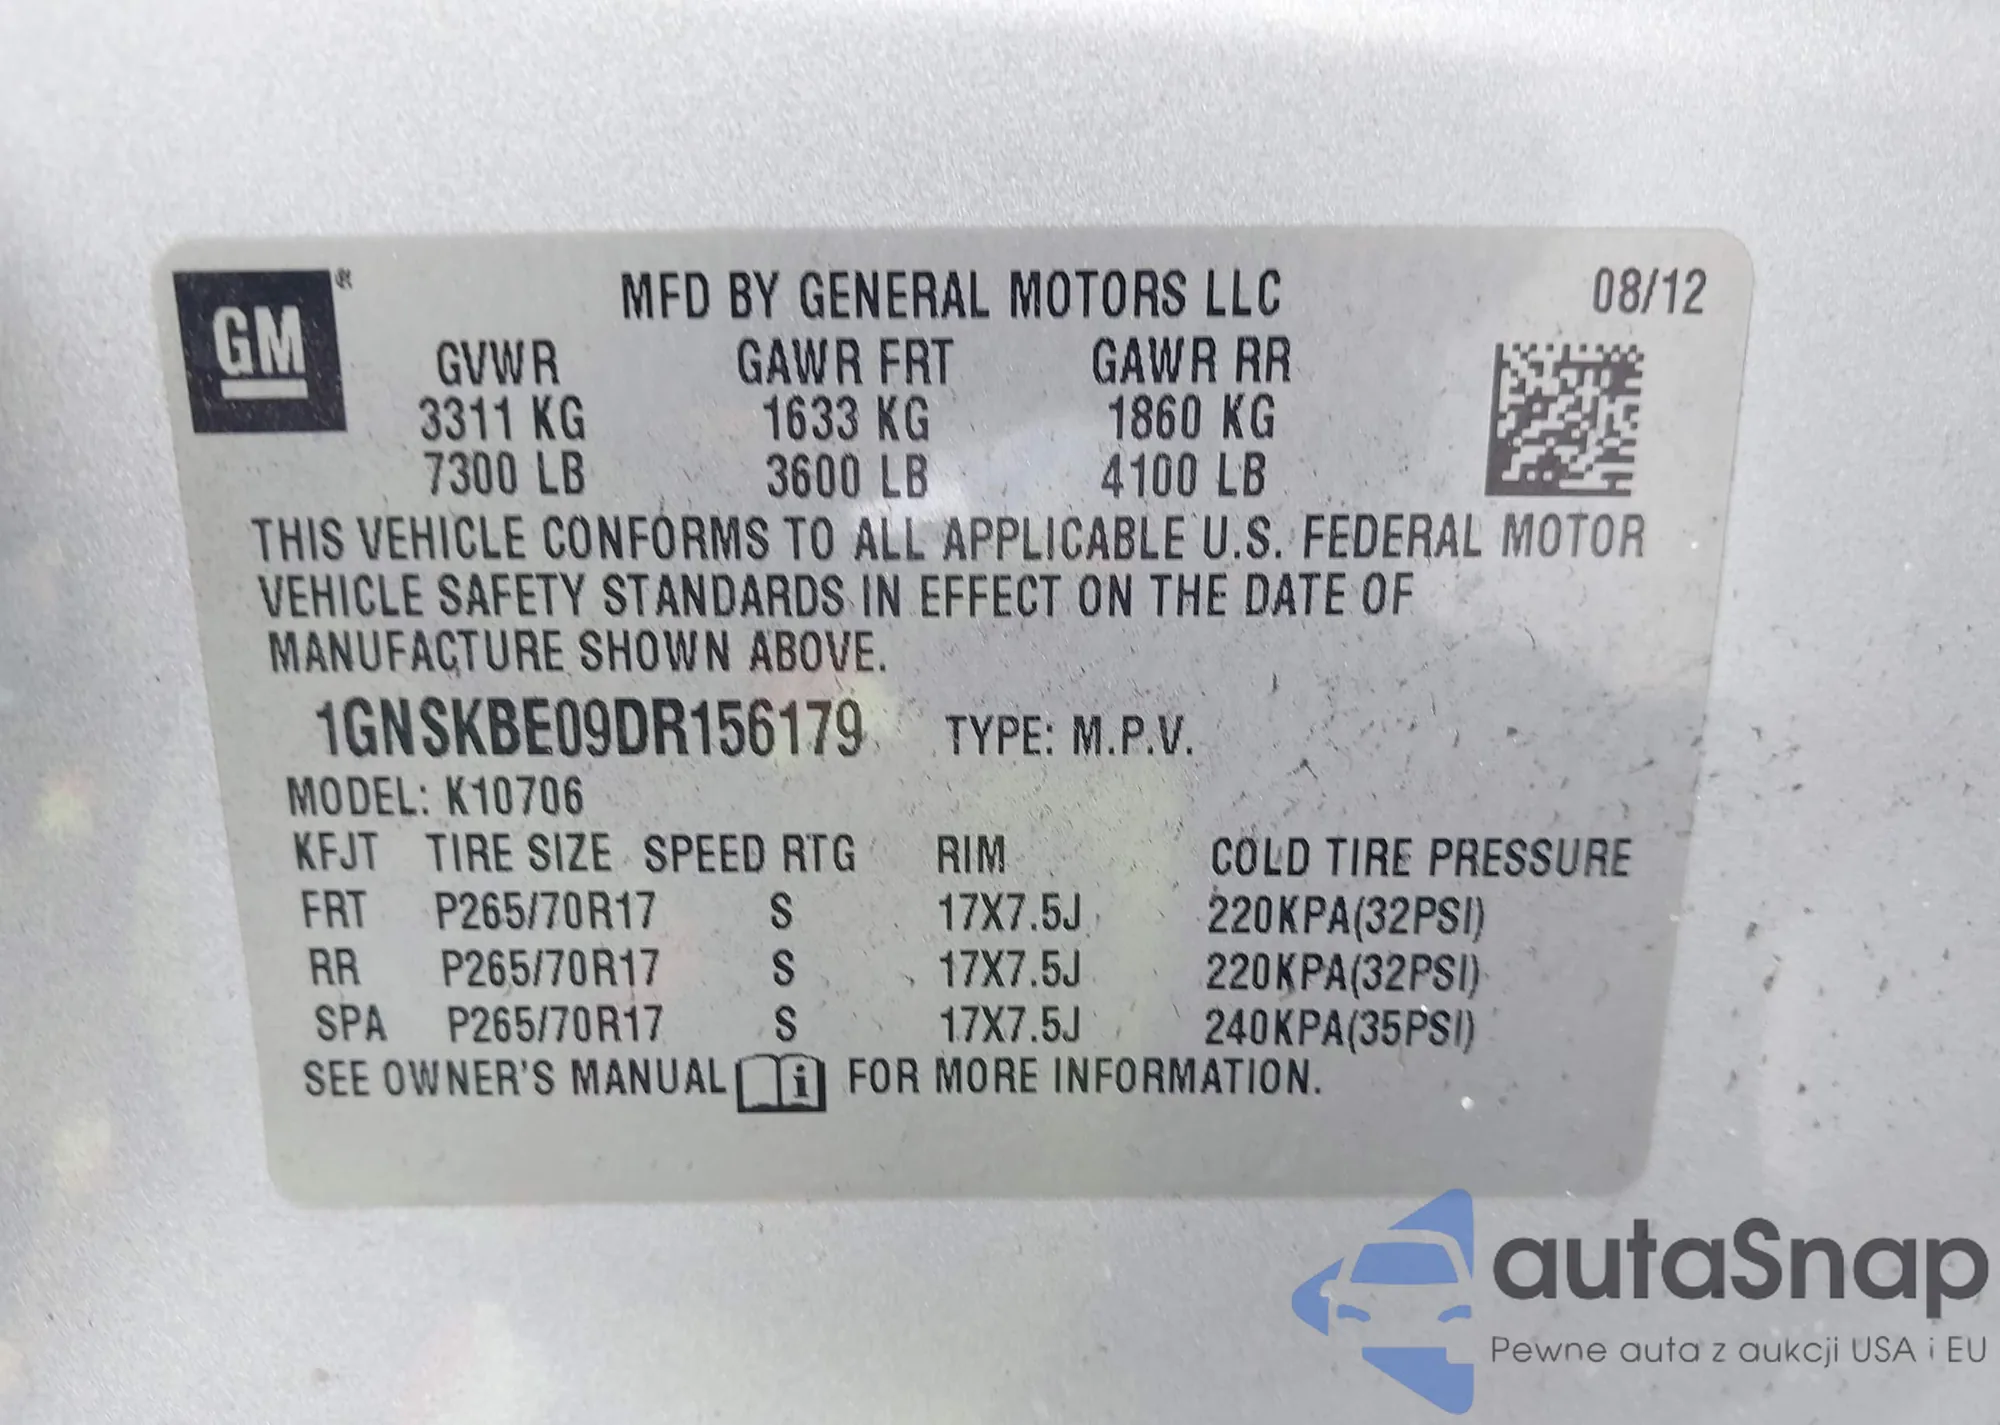 GM ®
MFD BY GENERAL MOTORS LLC 08/12
GVWR GAWR FRT GAWR RR
3311 KG 1633 KG 1860 KG
7300 LB 3600 LB 4100 LB
THIS VEHICLE CONFORMS TO ALL APPLICABLE U.S. FEDERAL MOTOR
VEHICLE SAFETY STANDARDS IN EFFECT ON THE DATE OF
MANUFACTURE SHOWN ABOVE.
1GNSKBE09DR156179 TYPE: M.P.V.
MODEL: K10706
KFJT TIRE SIZE SPEED RTG RIM COLD TIRE PRESSURE
FRT P265/70R17 S 17X7.5J 220KPA(32PSI)
RR P265/70R17 S 17X7.5J 220KPA(32PSI)
SPA P265/70R17 S 17X7.5J 240KPA(35PSI)
SEE OWNER'S MANUAL i FOR MORE INFORMATION.
autaSnap
Pewne auta z aukcji USA i EU